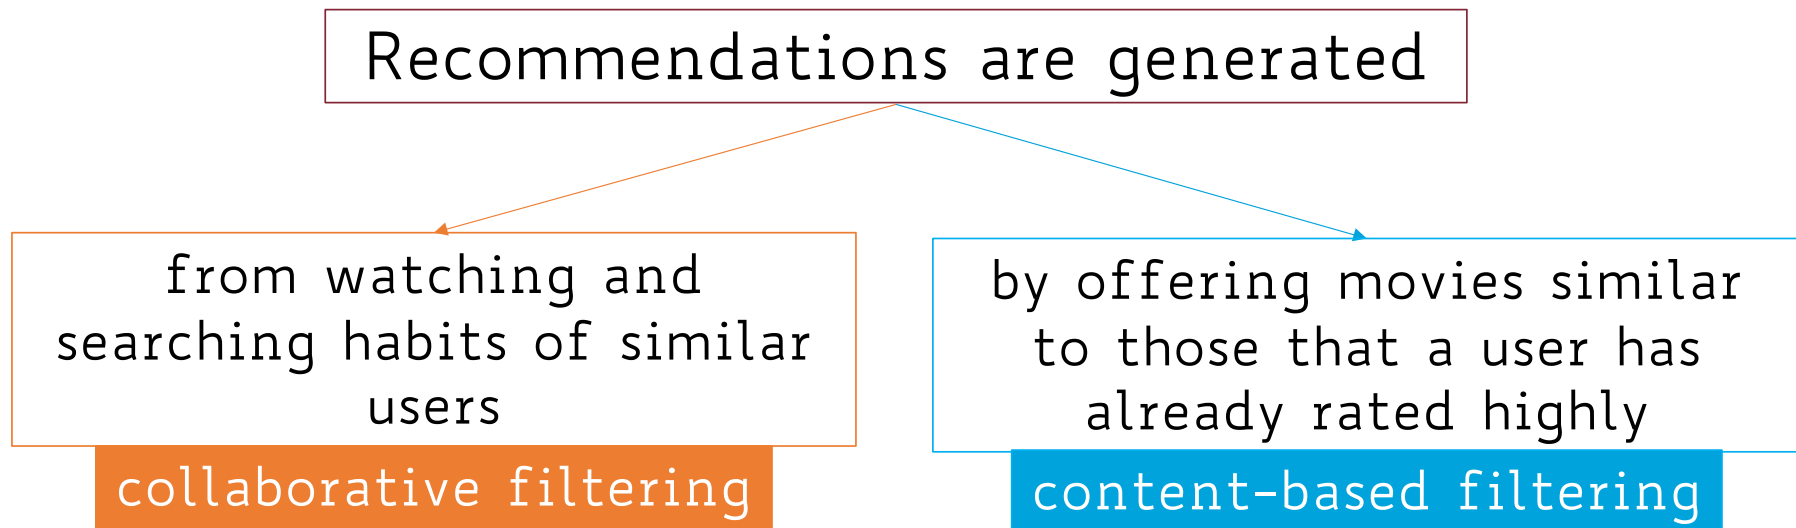 Recommendations are generated
from watching and
searching habits of similar
users
collaborative filtering
by offering movies similar
to those that a user has
already rated highly
content-based filtering